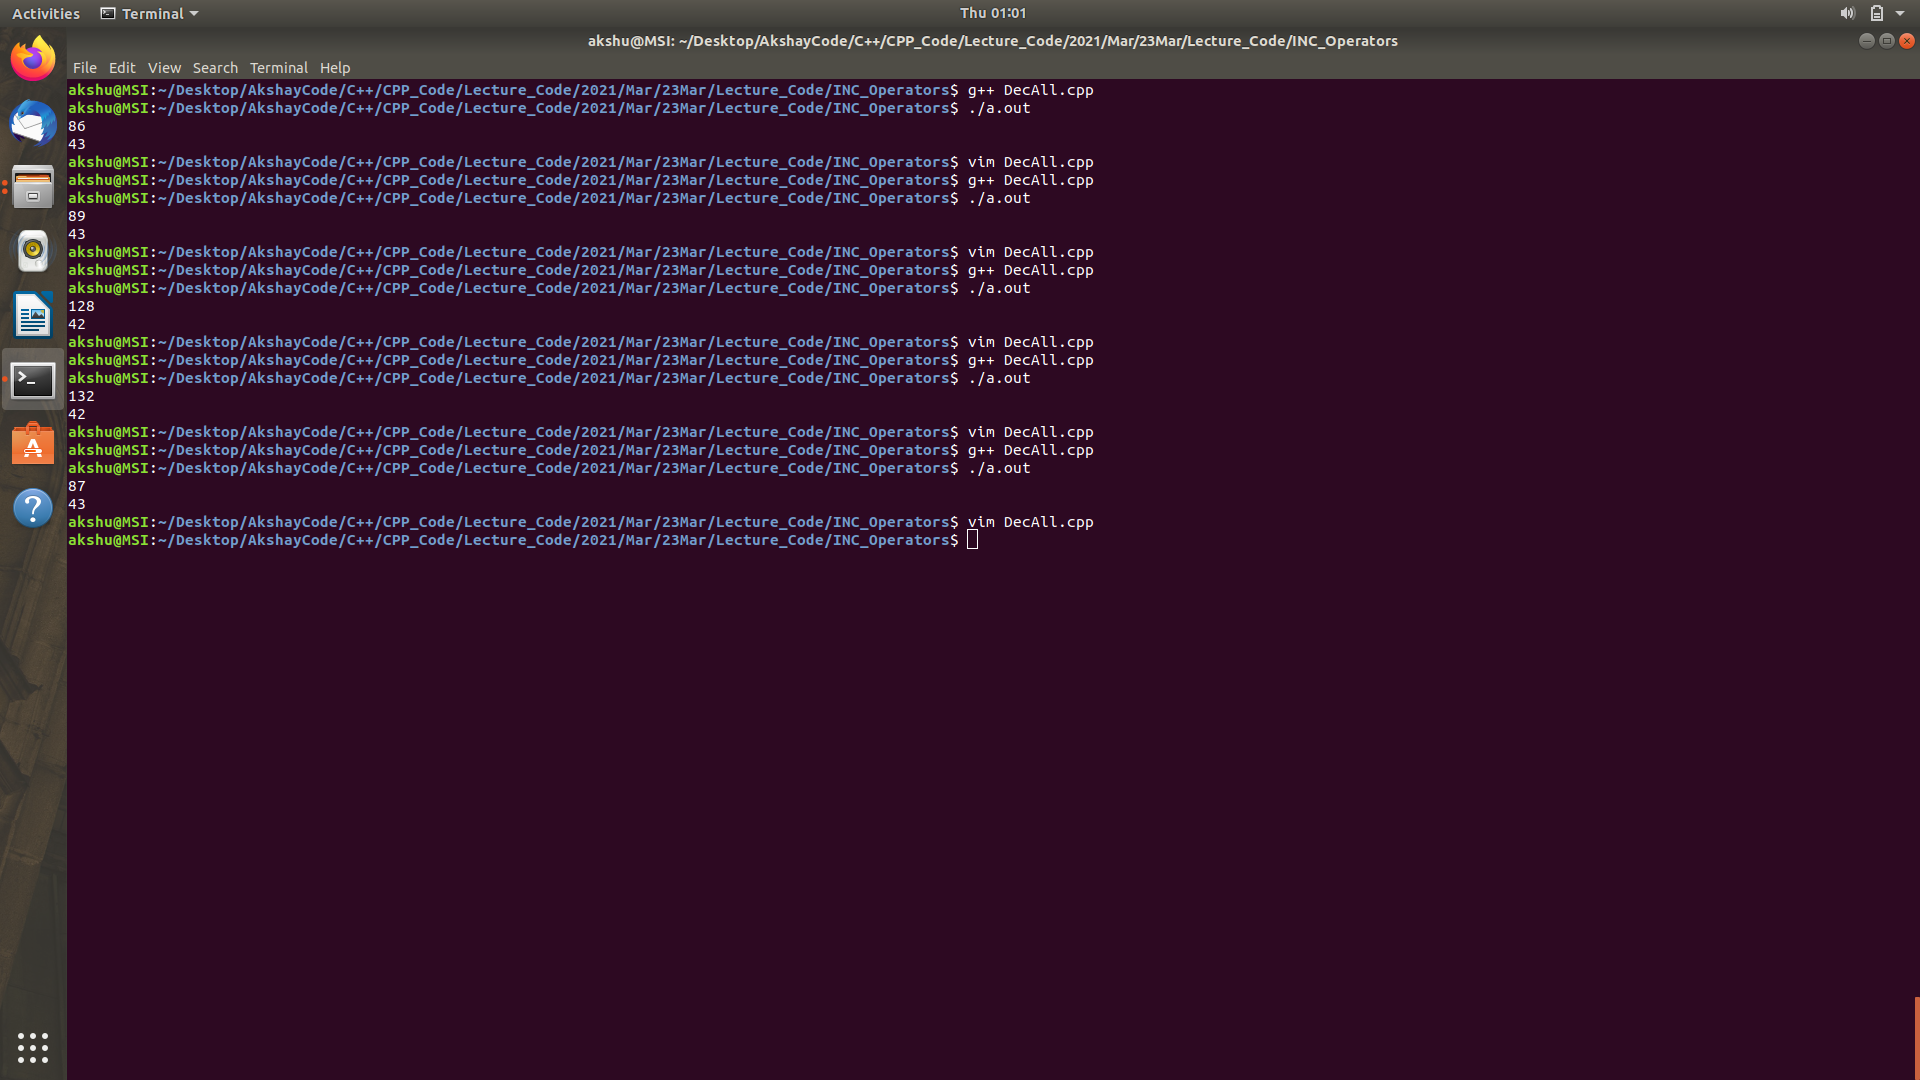 Activities Terminal Thu 01:01
akshu@MSI: ~/Desktop/AkshayCode/C++/CPP_Code/Lecture_Code/2021/Mar/23Mar/Lecture_Code/INC_Operators
File Edit View Search Terminal Help
akshu@MSI:~/Desktop/AkshayCode/C++/CPP_Code/Lecture_Code/2021/Mar/23Mar/Lecture_Code/INC_Operators$ g++ DecAll.cpp
akshu@MSI:~/Desktop/AkshayCode/C++/CPP_Code/Lecture_Code/2021/Mar/23Mar/Lecture_Code/INC_Operators$ ./a.out
86
43
akshu@MSI:~/Desktop/AkshayCode/C++/CPP_Code/Lecture_Code/2021/Mar/23Mar/Lecture_Code/INC_Operators$ vim DecAll.cpp
akshu@MSI:~/Desktop/AkshayCode/C++/CPP_Code/Lecture_Code/2021/Mar/23Mar/Lecture_Code/INC_Operators$ g++ DecAll.cpp
akshu@MSI:~/Desktop/AkshayCode/C++/CPP_Code/Lecture_Code/2021/Mar/23Mar/Lecture_Code/INC_Operators$ ./a.out
89
43
akshu@MSI:~/Desktop/AkshayCode/C++/CPP_Code/Lecture_Code/2021/Mar/23Mar/Lecture_Code/INC_Operators$ vim DecAll.cpp
akshu@MSI:~/Desktop/AkshayCode/C++/CPP_Code/Lecture_Code/2021/Mar/23Mar/Lecture_Code/INC_Operators$ g++ DecAll.cpp
akshu@MSI:~/Desktop/AkshayCode/C++/CPP_Code/Lecture_Code/2021/Mar/23Mar/Lecture_Code/INC_Operators$ ./a.out
128
42
akshu@MSI:~/Desktop/AkshayCode/C++/CPP_Code/Lecture_Code/2021/Mar/23Mar/Lecture_Code/INC_Operators$ vim DecAll.cpp
akshu@MSI:~/Desktop/AkshayCode/C++/CPP_Code/Lecture_Code/2021/Mar/23Mar/Lecture_Code/INC_Operators$ g++ DecAll.cpp
akshu@MSI:~/Desktop/AkshayCode/C++/CPP_Code/Lecture_Code/2021/Mar/23Mar/Lecture_Code/INC_Operators$ ./a.out
132
42
akshu@MSI:~/Desktop/AkshayCode/C++/CPP_Code/Lecture_Code/2021/Mar/23Mar/Lecture_Code/INC_Operators$ vim DecAll.cpp
akshu@MSI:~/Desktop/AkshayCode/C++/CPP_Code/Lecture_Code/2021/Mar/23Mar/Lecture_Code/INC_Operators$ g++ DecAll.cpp
akshu@MSI:~/Desktop/AkshayCode/C++/CPP_Code/Lecture_Code/2021/Mar/23Mar/Lecture_Code/INC_Operators$ ./a.out
87
43
akshu@MSI:~/Desktop/AkshayCode/C++/CPP_Code/Lecture_Code/2021/Mar/23Mar/Lecture_Code/INC_Operators$ vim DecAll.cpp
akshu@MSI:~/Desktop/AkshayCode/C++/CPP_Code/Lecture_Code/2021/Mar/23Mar/Lecture_Code/INC_Operators$